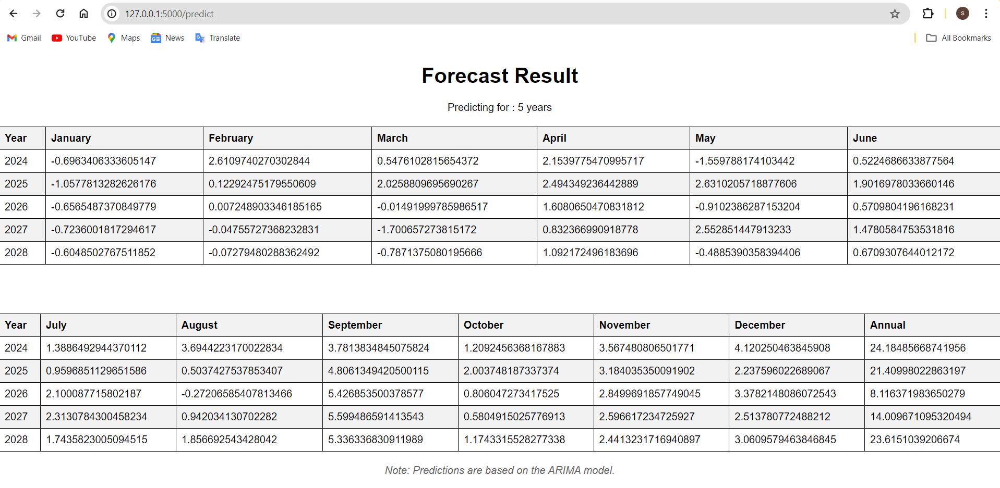 127.0.0.1:5000/predict
S
Gmail YouTube Maps News Translate All Bookmarks
Forecast Result
Predicting for : 5 years
Year January February March April May June
2024 -0.6963406333605147 2.6109740270302844 0.5476102815654372 2.1539775470995717 -1.559788174103442 0.5224686633877564
2025 -1.0577813282626176 0.12292475179550609 2.0258809695690267 2.494349236442889 2.6310205718877606 1.9016978033660146
2026 -0.6565487370849779 0.007248903346185165 -0.01491999785986517 1.6080650470831812 -0.9102386287153204 0.5709804196168231
2027 -0.7236001817294617 -0.04755727368232831 -1.700657273815172 0.832366990918778 2.552851447913233 1.4780584753531816
2028 -0.6048502767511852 -0.07279480288362492 -0.7871375080195666 1.092172496183696 -0.4885390358394406 0.6709307644012172
Year July August September October November December Annual
2024 1.3886492944370112 3.6944223170022834 3.7813834845075824 1.2092456368167883 3.567480806501771 4.120250463845908 24.18485668741956
2025 0.9596851129651586 0.5037427537853407 4.8061349420500115 2.003748187337374 3.184035350091902 2.237596022689067 21.40998022863197
2026 2.100087715802187 -0.27206585407813466 5.426853500378577 0.806047273417525 2.8499691857749045 3.3782148086072543 8.116371983650279
2027 2.3130784300458234 0.942034130702282 5.599486591413543 0.5804915025776913 2.596617234725927 2.513780772488212 14.009671095320494
2028 1.7435823005094515 1.856692543428042 5.336336830911989 1.1743315528277338 2.4413231716940897 3.0609579463846845 23.6151039206674
Note: Predictions are based on the ARIMA model.